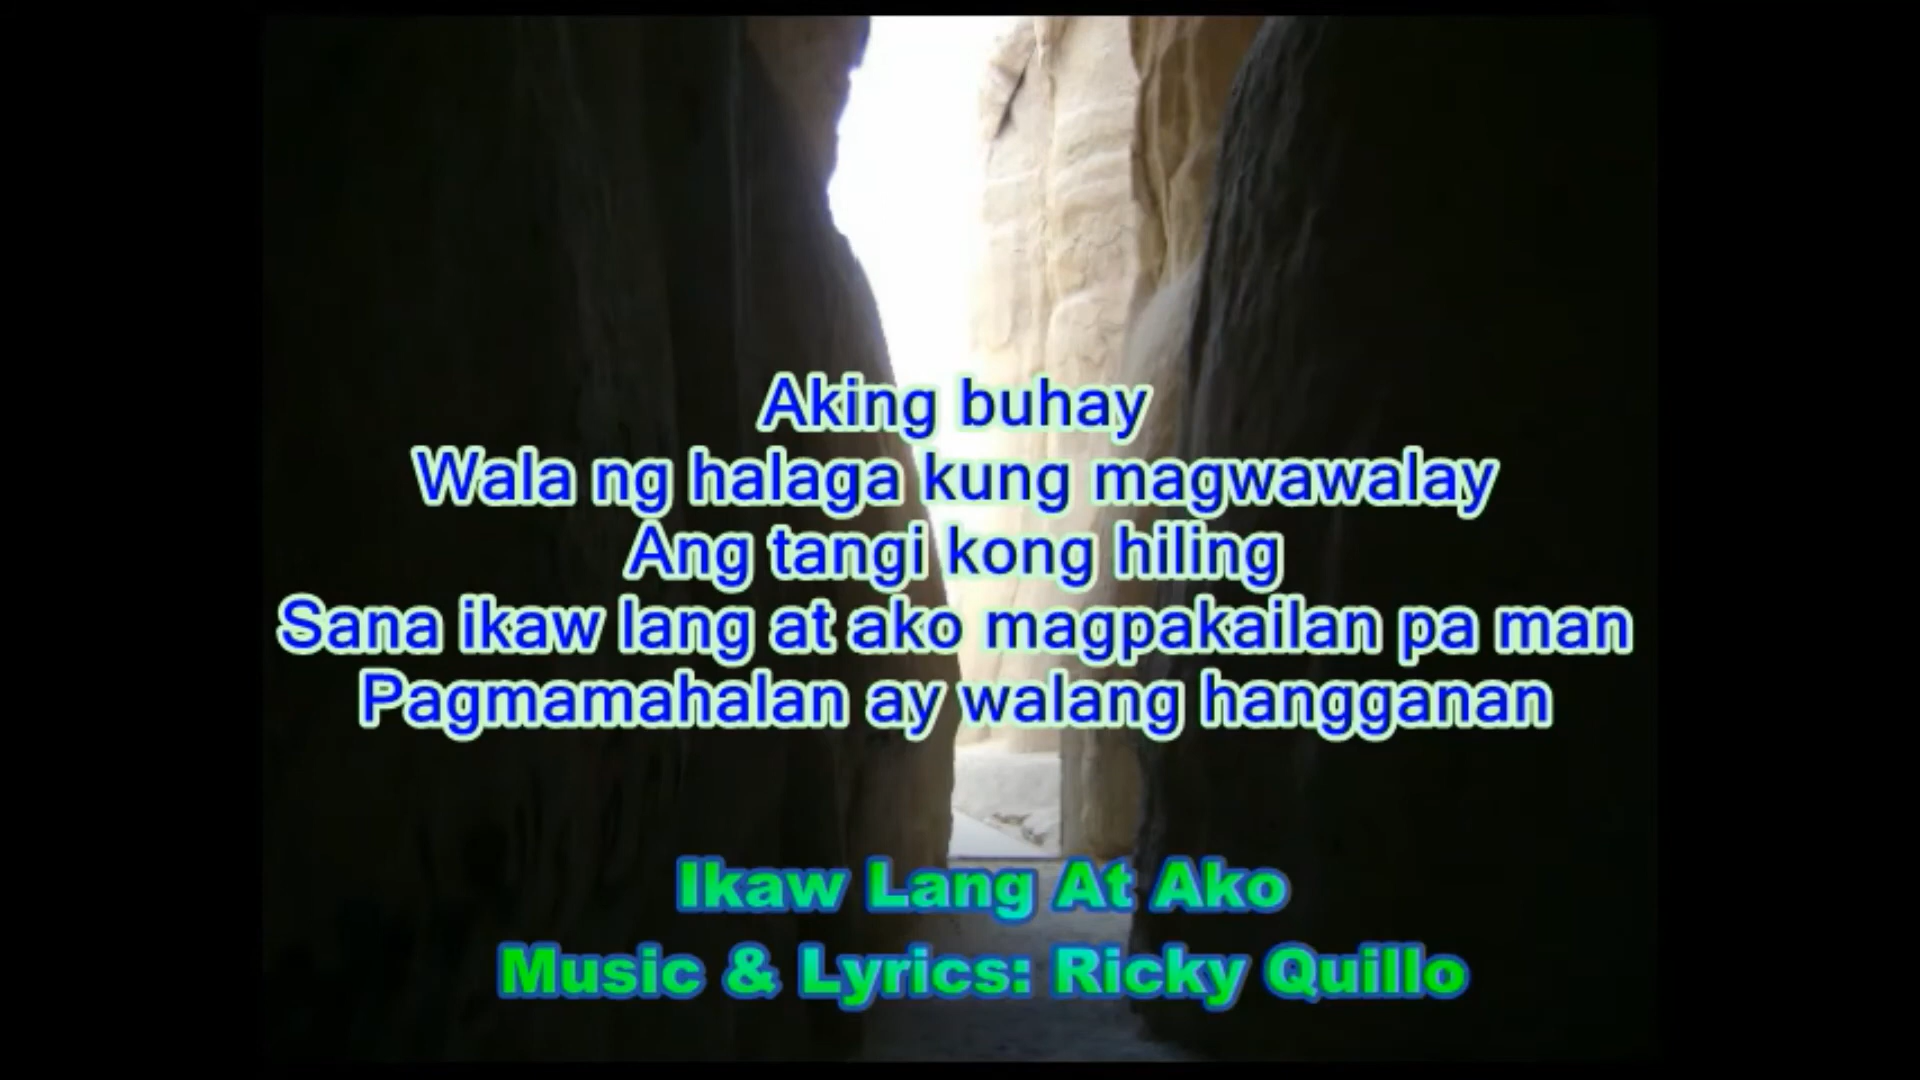 Aking buhay
Wala ng halaga kung magwawalay
Ang tangi kong hiling
Sana ikaw lang at ako magpakailan pa man
Pagmamahalan ay walang hangganan
Ikaw Lang At Ako
Music & Lyrics: Ricky Quillo